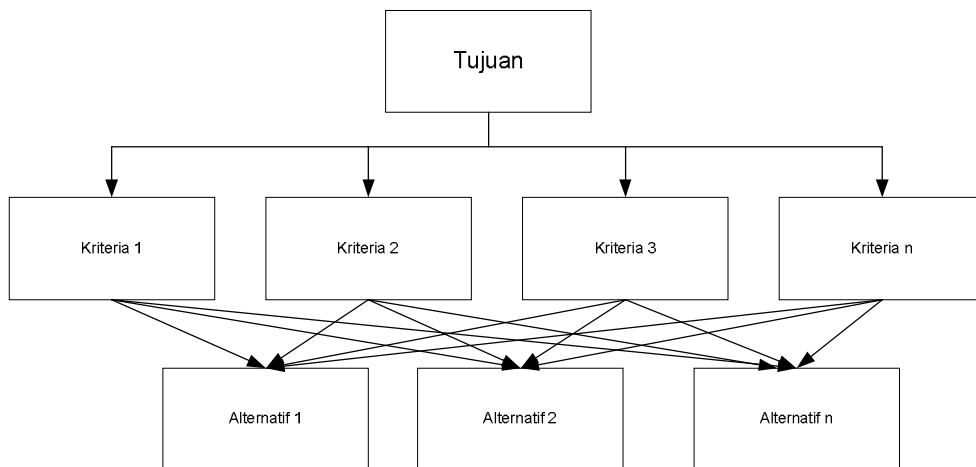 Tujuan
Kriteria 1
Kriteria 2
Kriteria 3
Kriteria n
Alternatif 1
Alternatif 2
Alternatif n